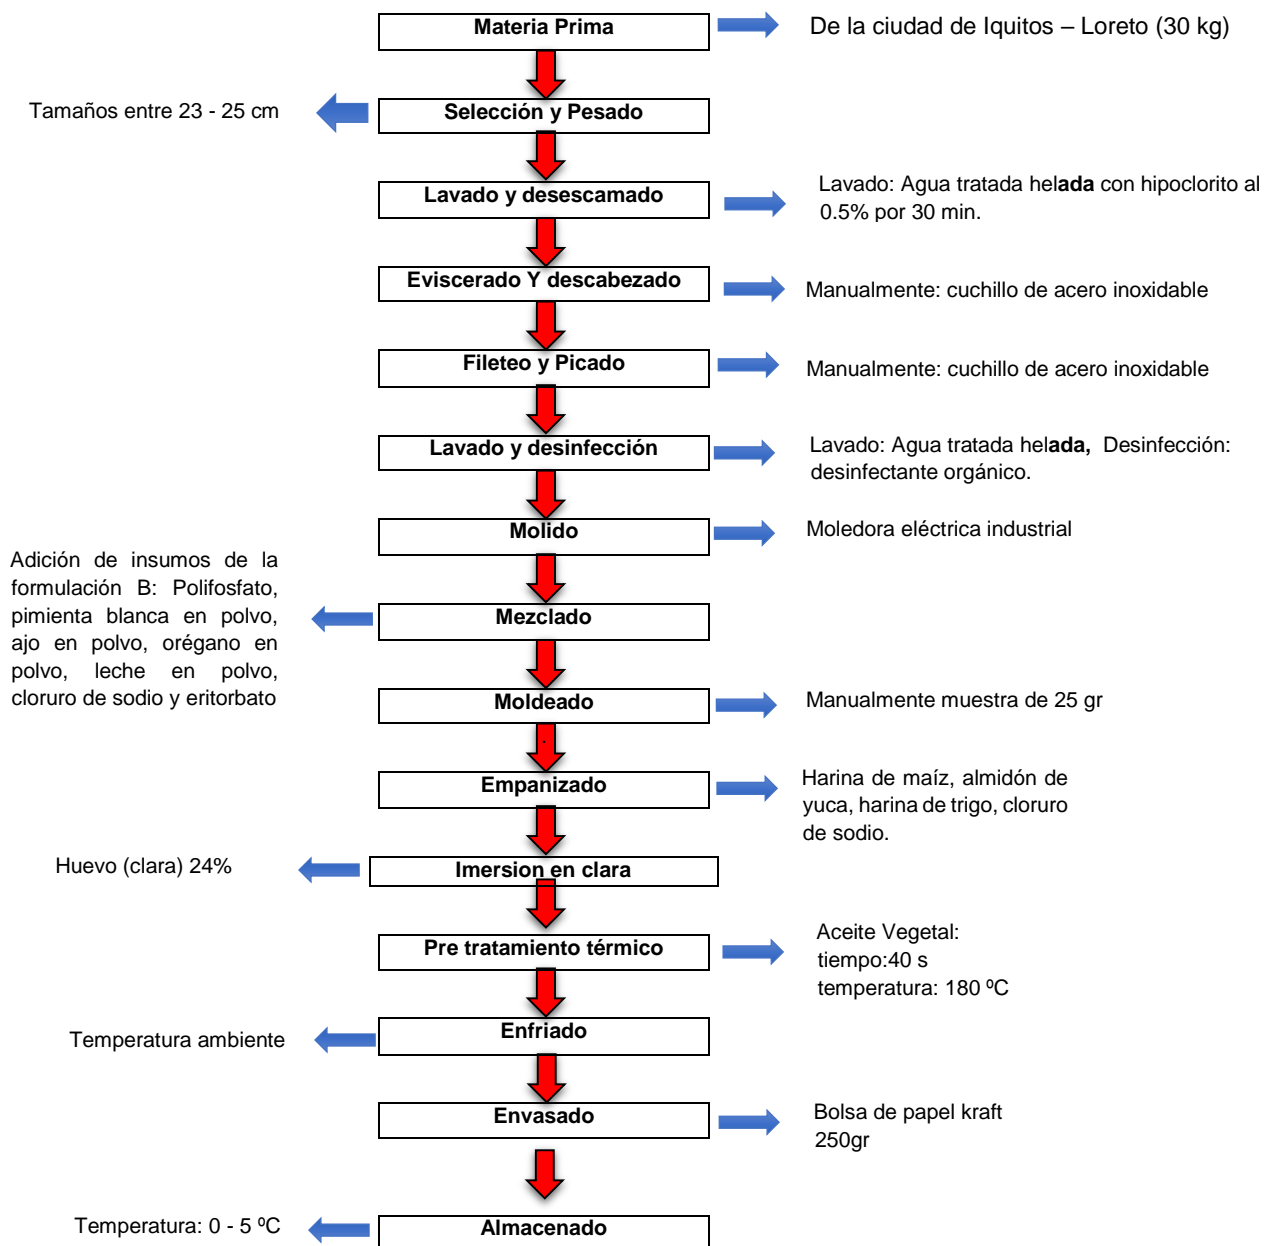 Materia Prima
De la ciudad de Iquitos – Loreto (30 kg)
Tamaños entre 23 - 25 cm
Selección y Pesado
Lavado y desescamado
Lavado: Agua tratada helada con hipoclorito al
0.5% por 30 min.
Eviscerado Y descabezado
Manualmente: cuchillo de acero inoxidable
Fileteo y Picado
Manualmente: cuchillo de acero inoxidable
Lavado y desinfección
Lavado: Agua tratada helada, Desinfección:
desinfectante orgánico.
Molido
Moledora eléctrica industrial
Adición de insumos de la
formulación B: Polifosfato,
pimienta blanca en polvo,
ajo en polvo, orégano en
polvo, leche en polvo,
cloruro de sodio y eritorbato
Mezclado
Moldeado
Manualmente muestra de 25 gr
Empanizado
Harina de maíz, almidón de
yuca, harina de trigo, cloruro
de sodio.
Huevo (clara) 24%
Imersion en clara
Pre tratamiento térmico
Aceite Vegetal:
tiempo:40 s
temperatura: 180 ºC
Temperatura ambiente
Enfriado
Envasado
Bolsa de papel kraft
250gr
Temperatura: 0 - 5 ºC
Almacenado